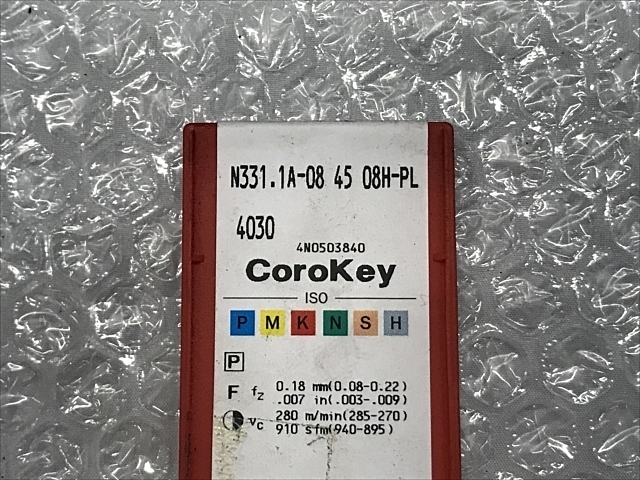 N331.1A-08 45 08H-PL
4030
4N0503840
CoroKey
ISO
P M K N S H
P
F fz 0.18 mm(0.08-0.22)
.007 in(.003-.009)
vc 280 m/min(285-270)
910 sfm(940-895)